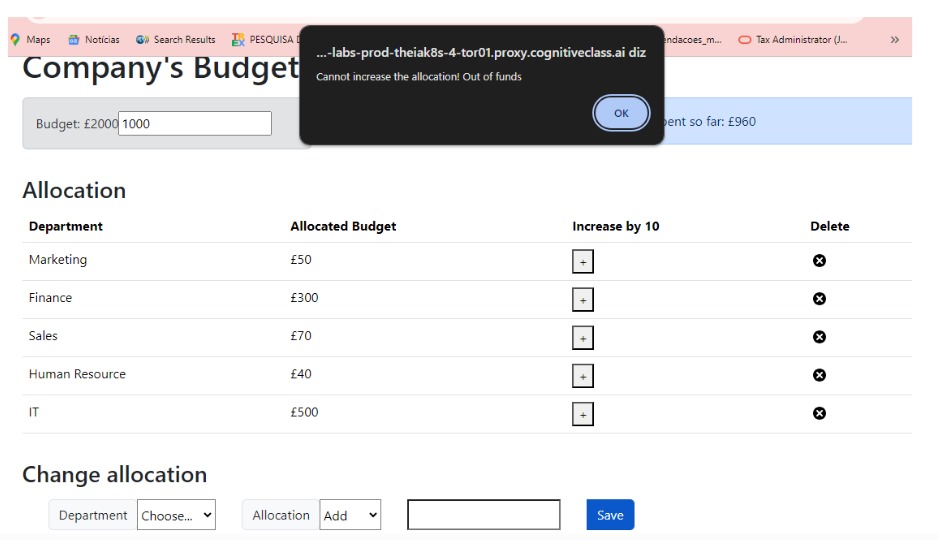 Maps Notícias Search Results PESQUISA endacoes_m... Tax Administrator (J... »
...-labs-prod-theiak8s-4-tor01.proxy.cognitiveclass.ai diz
Cannot increase the allocation! Out of funds
OK
Company's Budget
Budget: £2000 1000
ent so far: £960
Allocation
Department Allocated Budget Increase by 10 Delete
Marketing £50 +
Finance £300 +
Sales £70 +
Human Resource £40 +
IT £500 +
Change allocation
Department Choose... Allocation Add Save